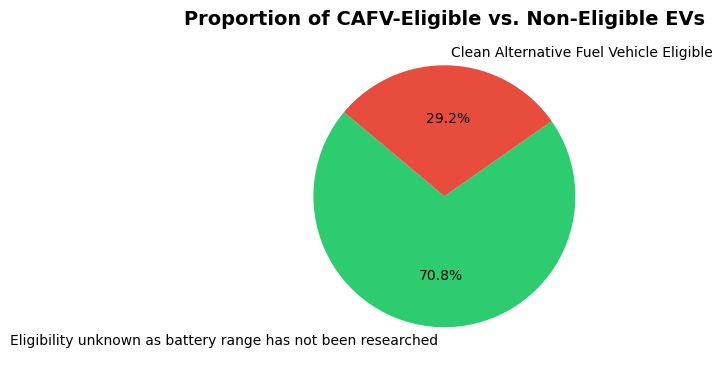 Proportion of CAFV-Eligible vs. Non-Eligible EVs
Clean Alternative Fuel Vehicle Eligible
29.2%
70.8%
Eligibility unknown as battery range has not been researched